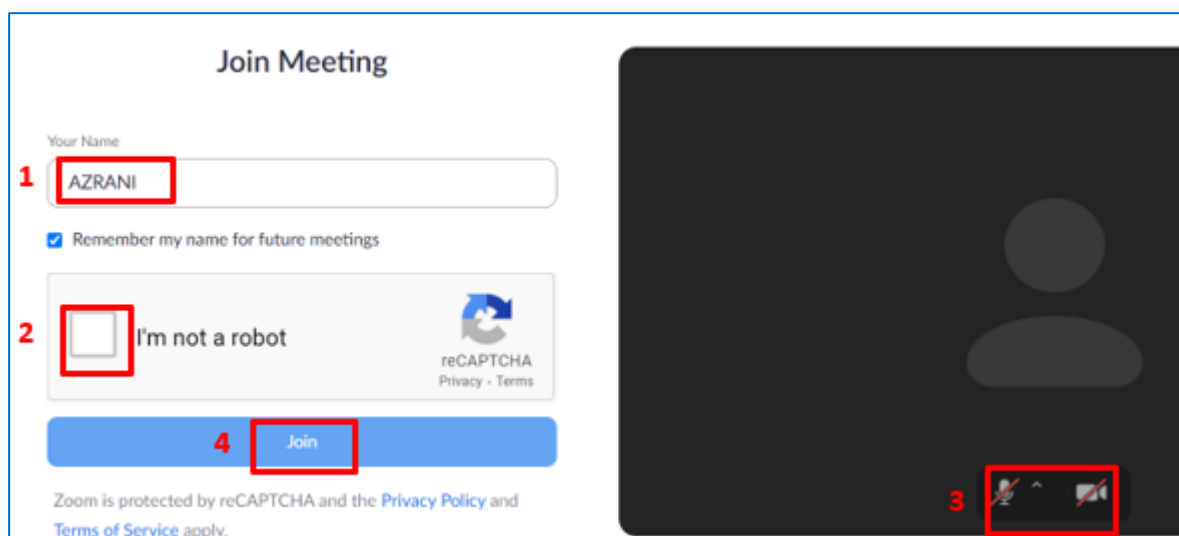 Join Meeting
Your Name
1
AZRANI
Remember my name for future meetings
2
I'm not a robot
reCAPTCHA
Privacy - Terms
4
Join
3
Zoom is protected by reCAPTCHA and the Privacy Policy and
Terms of Service apply.